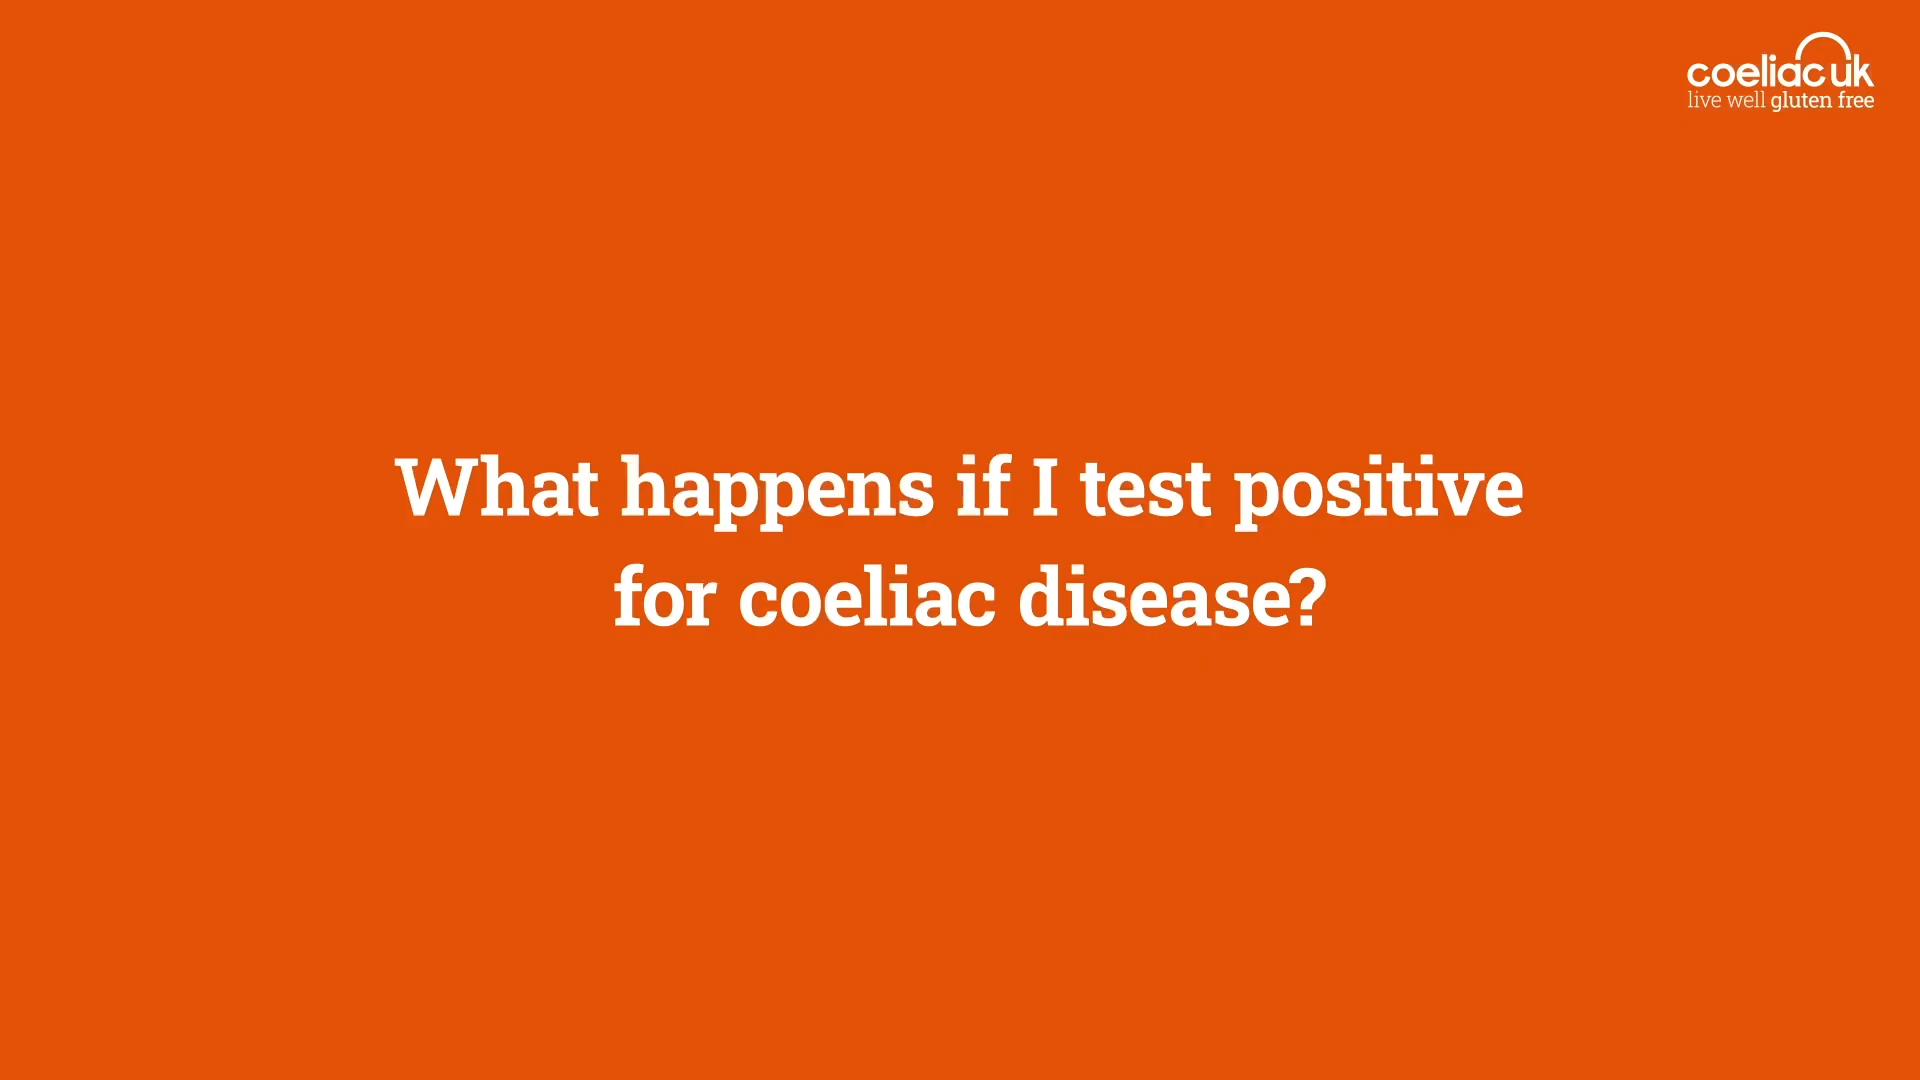 coeliac uk
live well gluten free
What happens if I test positive
for coeliac disease?